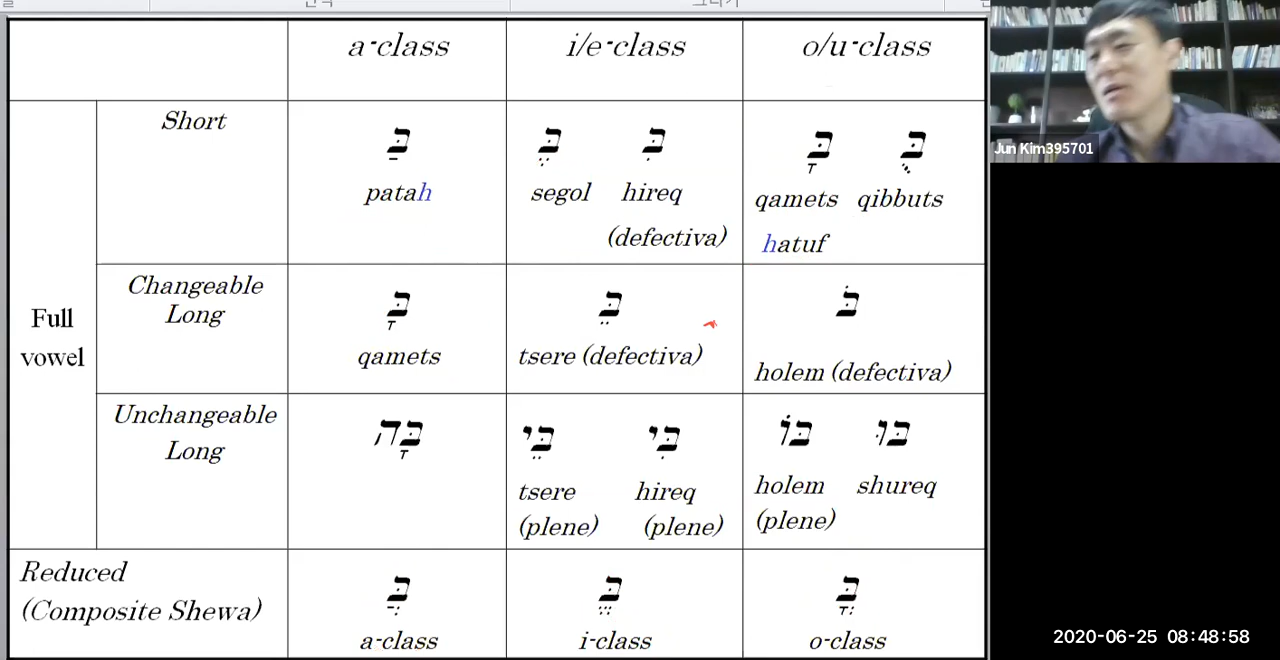 a-class i/e-class o/u-class
Short
בַּ
בֶּ בִּ
בָּ בֻּ
patah
segol hireq
(defectiva)
qamets qibbuts
hatuf
Full
vowel
Changeable
Long
בָּ
בֵּ
בֹּ
qamets
tsere (defectiva)
holem (defectiva)
Unchangeable
Long
בָּה
בֵּי בִּי
בּוֹ בּוּ
tsere hireq
(plene) (plene)
holem shureq
(plene)
Reduced
(Composite Shewa)
בֲּ
בֱּ
בֳּ
a-class
i-class
o-class
Jun Kim395701
2020-06-25 08:48:58